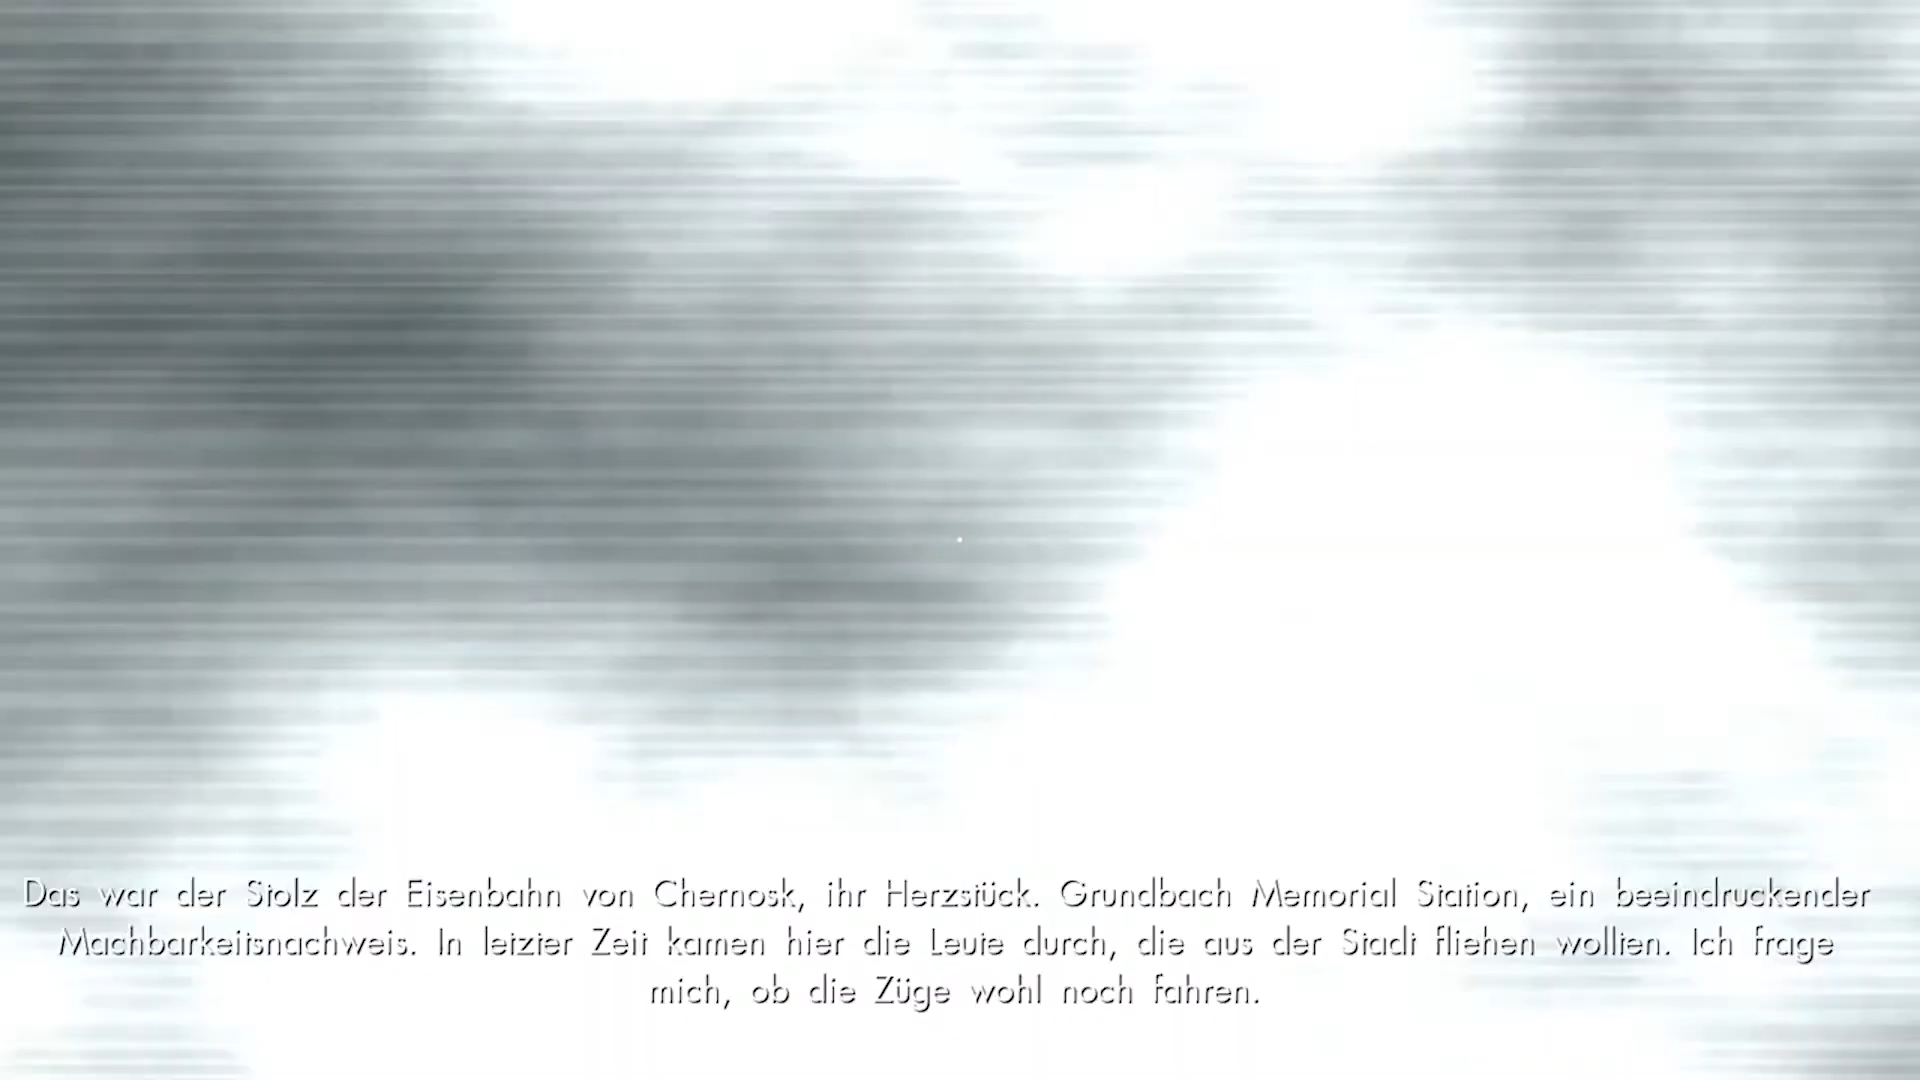 Das war der Stolz der Eisenbahn von Chernosk, ihr Herzstück. Grundbach Memorial Station, ein beeindruckender
Machbarkeitsnachweis. In letzter Zeit kamen hier die Leute durch, die aus der Stadt fliehen wollten. Ich frage
mich, ob die Züge wohl noch fahren.